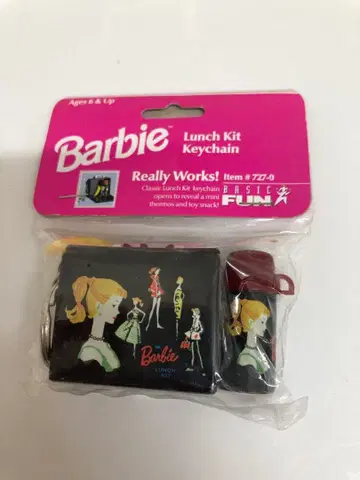 Ages 6 & Up
Barbie™ Lunch Kit
Keychain
Really Works! Item # 727-0
Classic Lunch Kit keychain
opens to reveal a mini
thermos and toy snack!
BASIC
FUN
Barbie
LUNCH
KIT